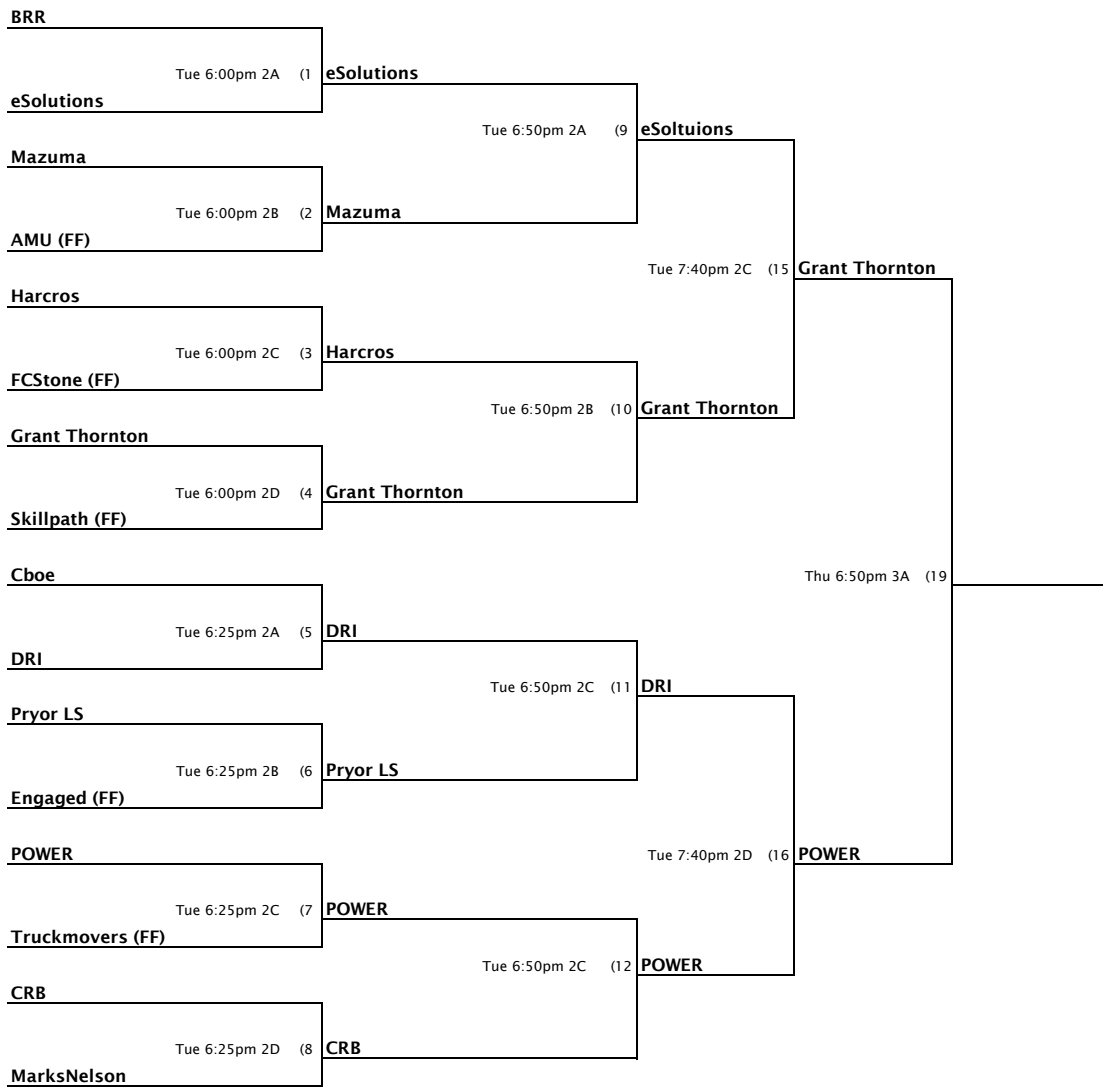 BRR
Tue 6:00pm 2A (1 eSolutions
eSolutions
Tue 6:50pm 2A (9 eSoltuions
Mazuma
Tue 6:00pm 2B (2 Mazuma
AMU (FF)
Tue 7:40pm 2C (15 Grant Thornton
Harcros
Tue 6:00pm 2C (3 Harcros
FCStone (FF)
Tue 6:50pm 2B (10 Grant Thornton
Grant Thornton
Tue 6:00pm 2D (4 Grant Thornton
Skillpath (FF)
Cboe
Thu 6:50pm 3A (19
Tue 6:25pm 2A (5 DRI
DRI
Tue 6:50pm 2C (11 DRI
Pryor LS
Tue 6:25pm 2B (6 Pryor LS
Engaged (FF)
POWER
Tue 7:40pm 2D (16 POWER
Tue 6:25pm 2C (7 POWER
Truckmovers (FF)
Tue 6:50pm 2C (12 POWER
CRB
Tue 6:25pm 2D (8 CRB
MarksNelson